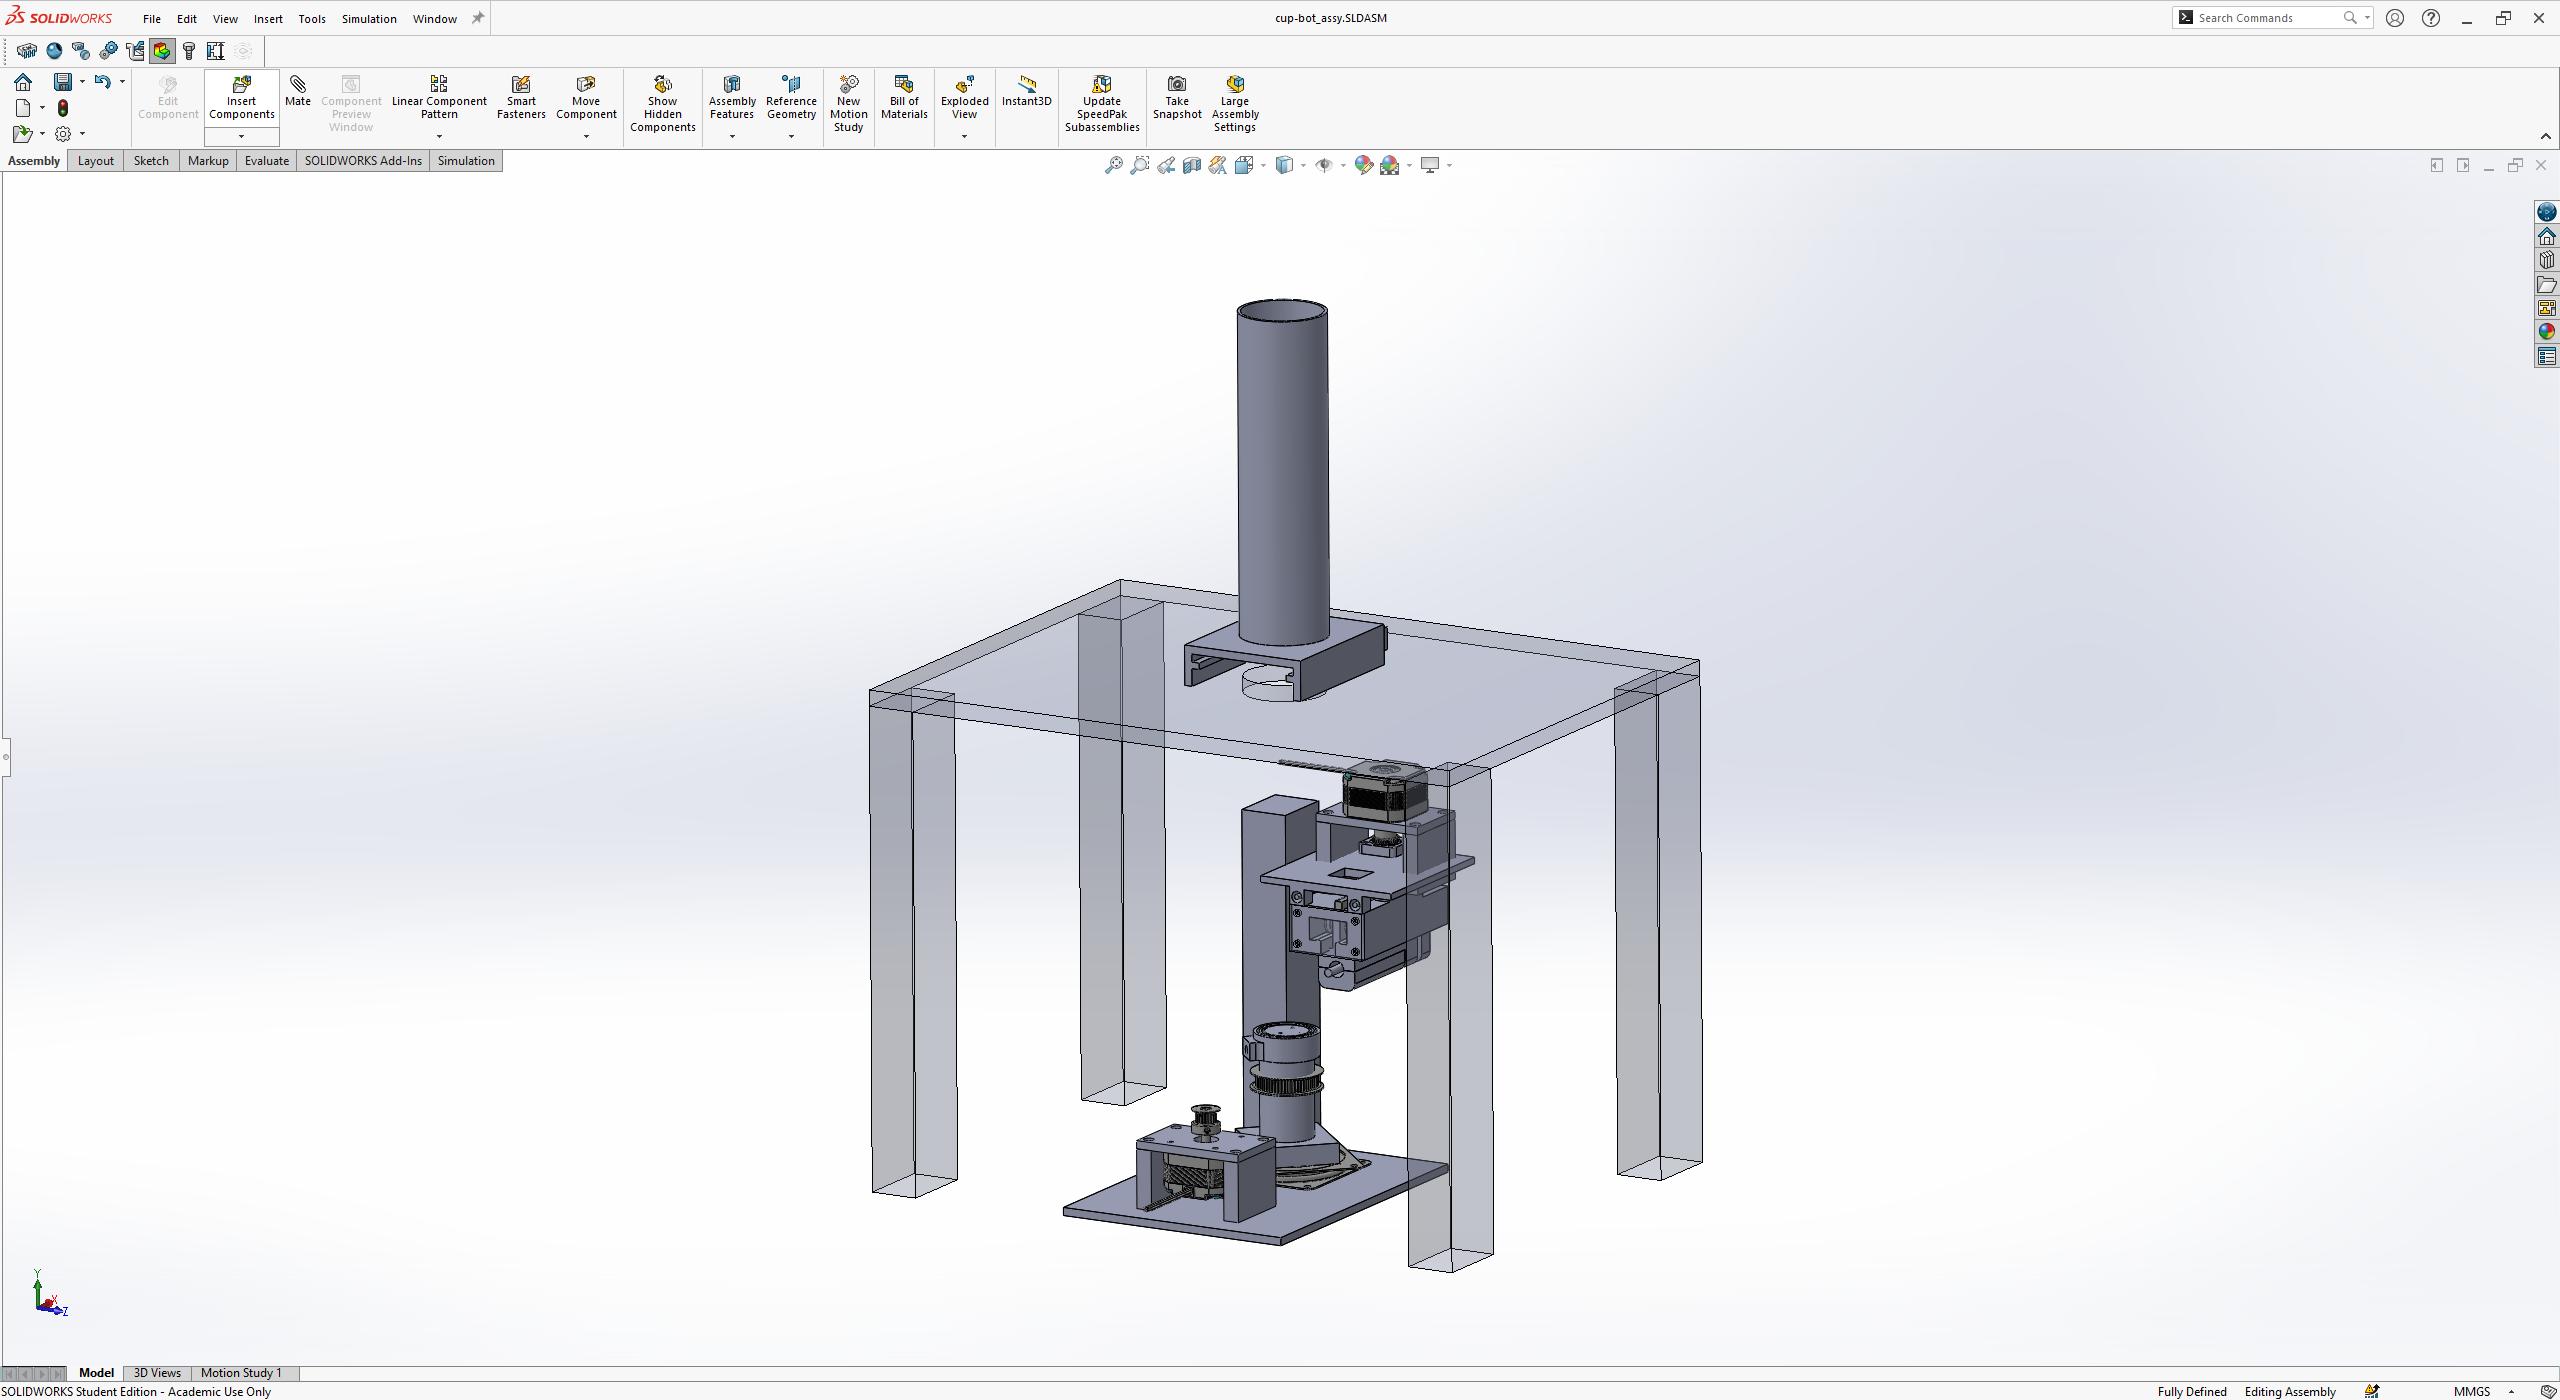 SOLIDWORKS File Edit View Insert Tools Simulation Window cup-bot_assy.SLDASM Search Commands
Edit Component
Insert Components
Mate
Component Preview Window
Linear Component Pattern
Smart Fasteners
Move Component
Show Hidden Components
Assembly Features
Reference Geometry
New Motion Study
Bill of Materials
Exploded View
Instant3D
Update SpeedPak Subassemblies
Take Snapshot
Large Assembly Settings
Assembly Layout Sketch Markup Evaluate SOLIDWORKS Add-Ins Simulation
Y
X
Z
Model 3D Views Motion Study 1
SOLIDWORKS Student Edition - Academic Use Only Fully Defined Editing Assembly MMGS